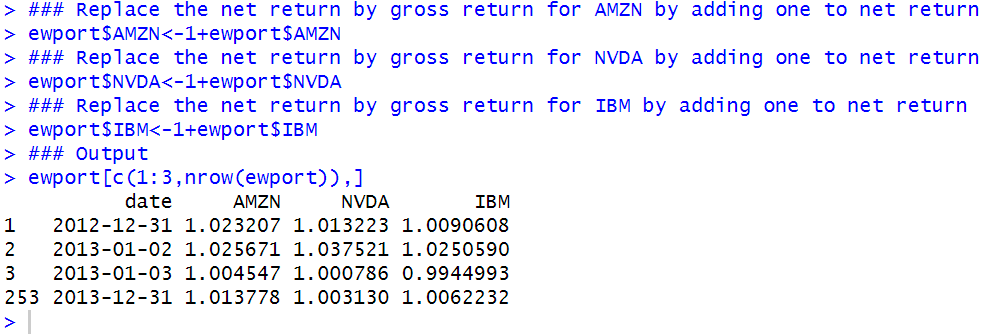 > ### Replace the net return by gross return for AMZN by adding one to net return
> ewport$AMZN<-1+ewport$AMZN
> ### Replace the net return by gross return for NVDA by adding one to net return
> ewport$NVDA<-1+ewport$NVDA
> ### Replace the net return by gross return for IBM by adding one to net return
> ewport$IBM<-1+ewport$IBM
> ### Output
> ewport[c(1:3,nrow(ewport)),]
          date     AMZN     NVDA       IBM
1   2012-12-31 1.023207 1.013223 1.0090608
2   2013-01-02 1.025671 1.037521 1.0250590
3   2013-01-03 1.004547 1.000786 0.9944993
253 2013-12-31 1.013778 1.003130 1.0062232
>